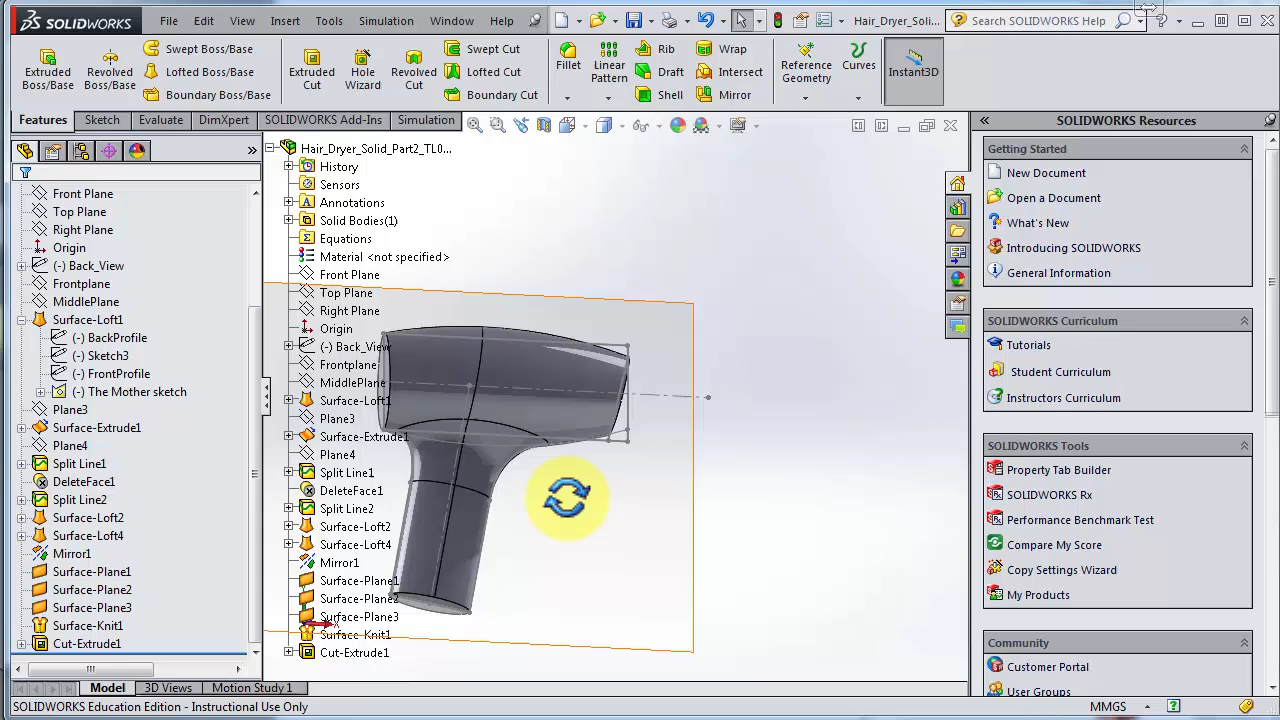 SOLIDWORKS File Edit View Insert Tools Simulation Window Help Hair_Dryer_Soli... Search SOLIDWORKS Help
Extruded Boss/Base
Revolved Boss/Base
Swept Boss/Base
Lofted Boss/Base
Boundary Boss/Base
Extruded Cut
Hole Wizard
Revolved Cut
Swept Cut
Lofted Cut
Boundary Cut
Fillet
Linear Pattern
Rib
Draft
Shell
Wrap
Intersect
Mirror
Reference Geometry
Curves
Instant3D
Features Sketch Evaluate DimXpert SOLIDWORKS Add-Ins Simulation
Front Plane
Top Plane
Right Plane
Origin
(-) Back_View
Frontplane
MiddlePlane
Surface-Loft1
(-) BackProfile
(-) Sketch3
(-) FrontProfile
(-) The Mother sketch
Plane3
Surface-Extrude1
Plane4
Split Line1
DeleteFace1
Split Line2
Surface-Loft2
Surface-Loft4
Mirror1
Surface-Plane1
Surface-Plane2
Surface-Plane3
Surface-Knit1
Cut-Extrude1
Hair_Dryer_Solid_Part2_TL0...
History
Sensors
Annotations
Solid Bodies(1)
Equations
Material <not specified>
Front Plane
Top Plane
Right Plane
Origin
(-) Back_View
Frontplane
MiddlePlane
Surface-Loft1
Plane3
Surface-Extrude1
Plane4
Split Line1
DeleteFace1
Split Line2
Surface-Loft2
Surface-Loft4
Mirror1
Surface-Plane1
Surface-Plane2
Surface-Plane3
Surface-Knit1
Cut-Extrude1
SOLIDWORKS Resources
Getting Started
New Document
Open a Document
What's New
Introducing SOLIDWORKS
General Information
SOLIDWORKS Curriculum
Tutorials
Student Curriculum
Instructors Curriculum
SOLIDWORKS Tools
Property Tab Builder
SOLIDWORKS Rx
Performance Benchmark Test
Compare My Score
Copy Settings Wizard
My Products
Community
Customer Portal
User Groups
Model 3D Views Motion Study 1
SOLIDWORKS Education Edition - Instructional Use Only MMGS